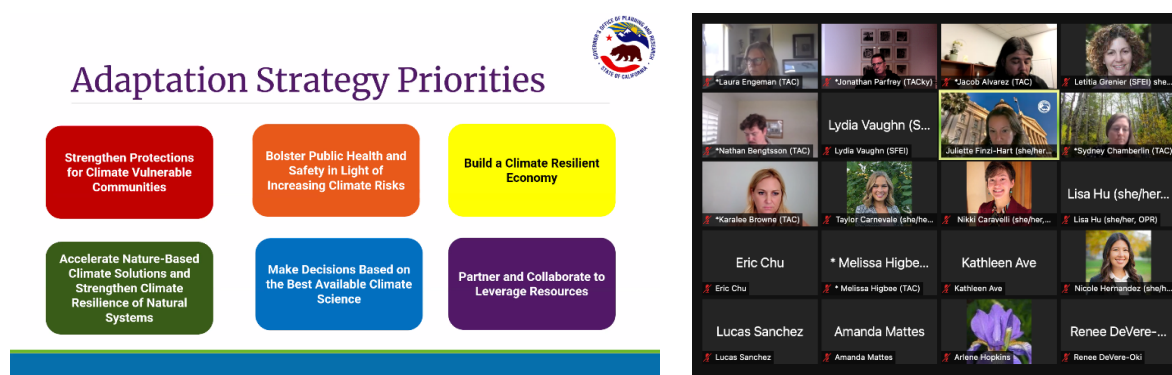 GOVERNOR'S OFFICE OF PLANNING AND RESEARCH
STATE OF CALIFORNIA
Adaptation Strategy Priorities
Strengthen Protections
for Climate Vulnerable
Communities
Bolster Public Health and
Safety in Light of
Increasing Climate Risks
Build a Climate Resilient
Economy
Accelerate Nature-Based
Climate Solutions and
Strengthen Climate
Resilience of Natural
Systems
Make Decisions Based on
the Best Available Climate
Science
Partner and Collaborate to
Leverage Resources
*Laura Engeman (TAC)
*Jonathan Parfrey (TACky)
*Jacob Alvarez (TAC)
Letitia Grenier (SFEI) she...
*Nathan Bengtsson (TAC)
Lydia Vaughn (S...
Lydia Vaughn (SFEI)
Juliette Finzi-Hart (she/her...
*Sydney Chamberlin (TAC)
*Karalee Browne (TAC)
Taylor Carnevale (she/he...
Nikki Caravelli (she/her,...
Lisa Hu (she/her...
Lisa Hu (she/her, OPR)
Eric Chu
Eric Chu
* Melissa Higbe...
* Melissa Higbee (TAC)
Kathleen Ave
Kathleen Ave
Nicole Hernandez (she/h...
Lucas Sanchez
Lucas Sanchez
Amanda Mattes
Amanda Mattes
Arlene Hopkins
Renee DeVere-...
Renee DeVere-Oki